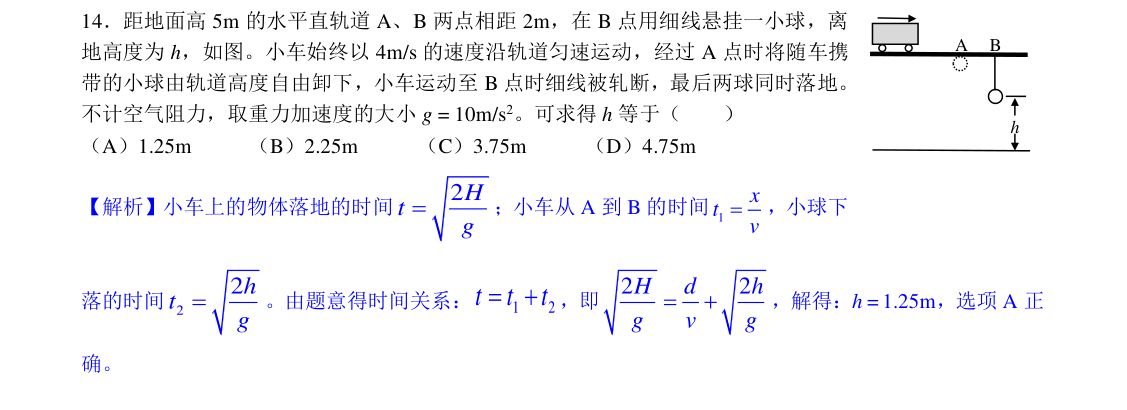 14．距地面高 5m 的水平直轨道 A、B 两点相距 2m，在 B 点用细线悬挂一小球，离
地高度为 h，如图。小车始终以 4m/s 的速度沿轨道匀速运动，经过 A 点时将随车携
带的小球由轨道高度自由卸下，小车运动至 B 点时细线被轧断，最后两球同时落地。
不计空气阻力，取重力加速度的大小 g = 10m/s²。可求得 h 等于（　　）
（A）1.25m　　（B）2.25m　　（C）3.75m　　（D）4.75m
A B
h
【解析】小车上的物体落地的时间 t = √(2H/g)；小车从 A 到 B 的时间 t₁ = x/v，小球下
落的时间 t₂ = √(2h/g)。由题意得时间关系：t = t₁ + t₂，即 √(2H/g) = d/v + √(2h/g)，解得：h = 1.25m，选项 A 正
确。